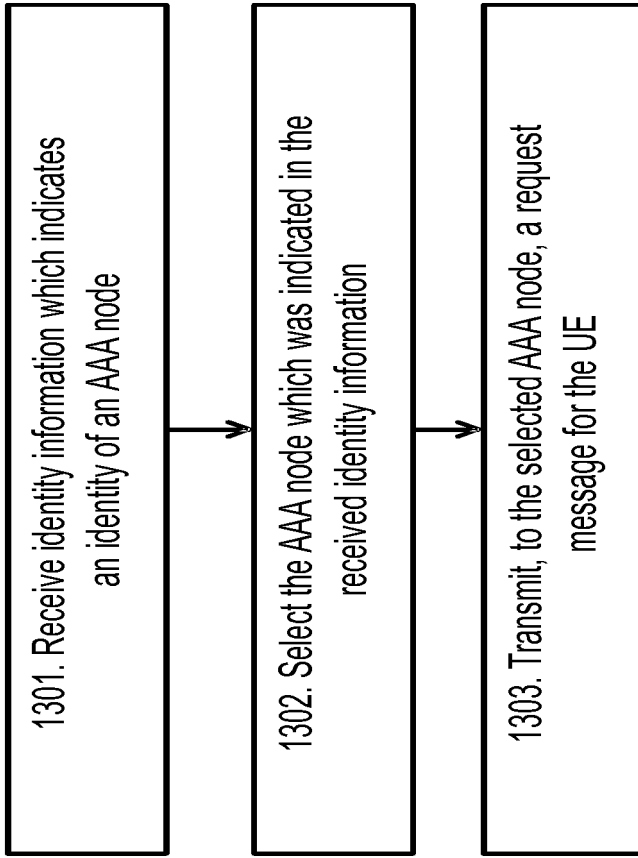 1301. Receive identity information which indicates
an identity of an AAA node
1302. Select the AAA node which was indicated in the
received identity information
1303. Transmit, to the selected AAA node, a request
message for the UE